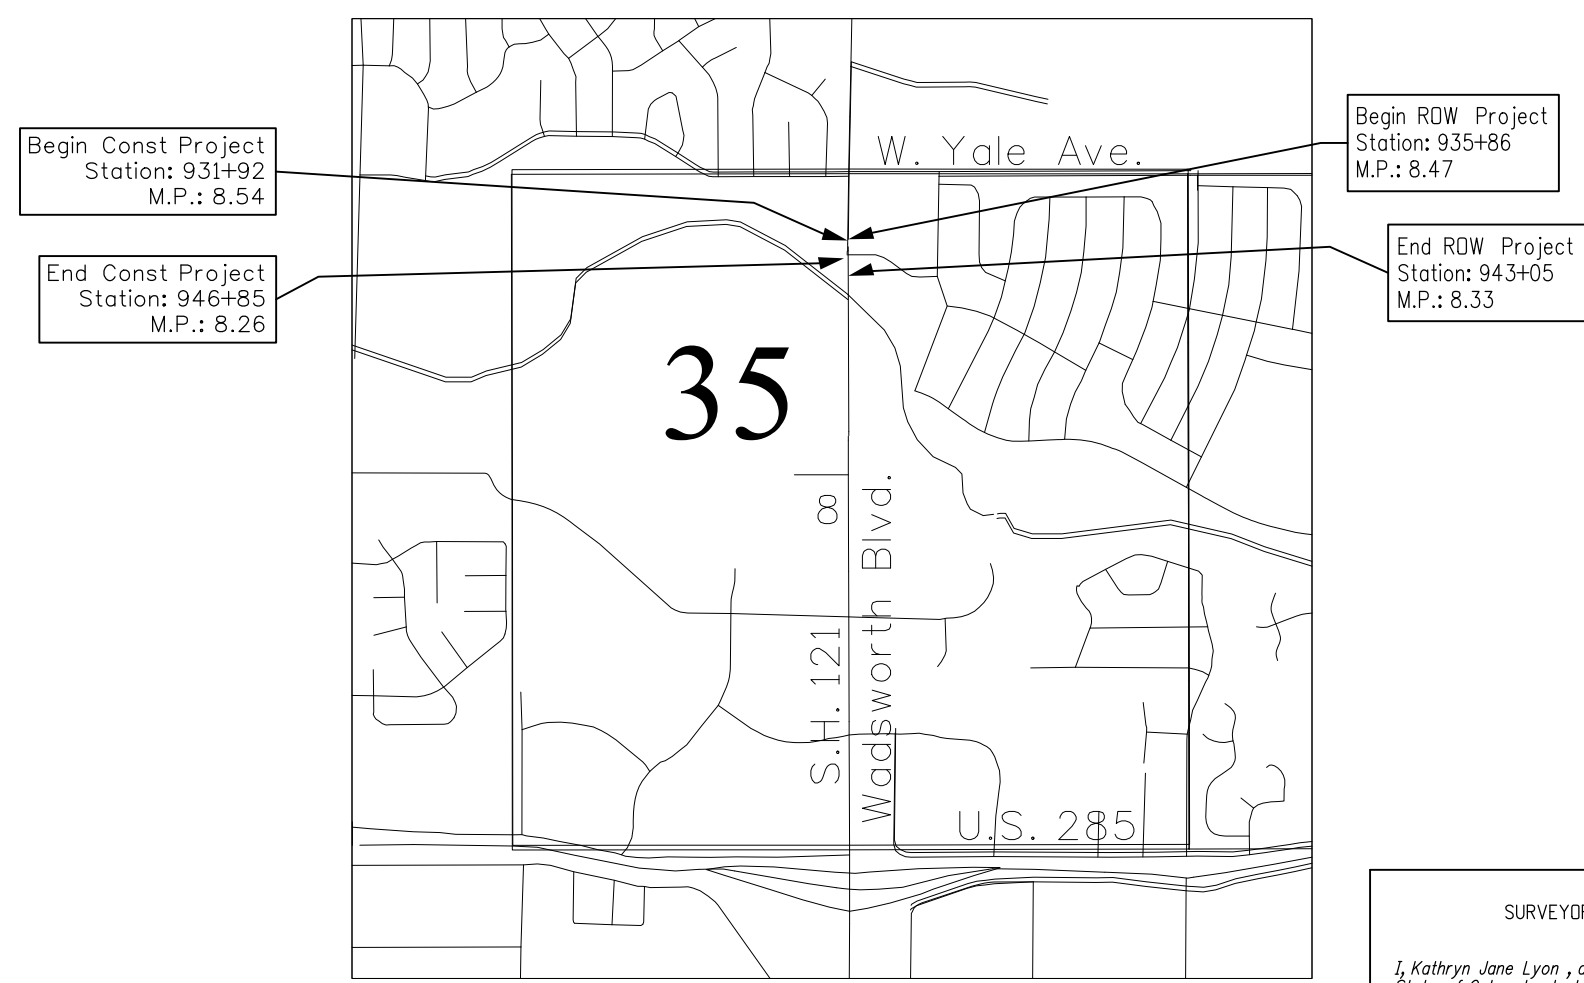 Begin Const Project
Station: 931+92
M.P.: 8.54
End Const Project
Station: 946+85
M.P.: 8.26
W. Yale Ave.
Begin ROW Project
Station: 935+86
M.P.: 8.47
End ROW Project
Station: 943+05
M.P.: 8.33
35
8
S.H. 121
Wadsworth Blvd.
U.S. 285
I, Kathryn Jane Lyon ,